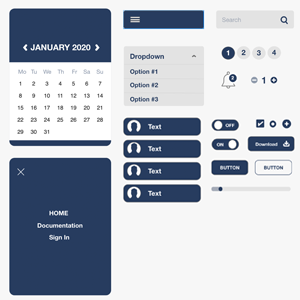 JANUARY 2020
Mo Tu We Th Fr Sa Su
1 2 3 4 5 6 7
8 9 10 11 12 13 14
15 16 17 18 19 20 21
22 23 24 25 26 27 28
29 30 31
HOME
Documentation
Sign In
Dropdown
Option #1
Option #2
Option #3
Text
Text
Text
Text
Search
1 2 3 4
2
1
OFF
ON
Download
BUTTON BUTTON